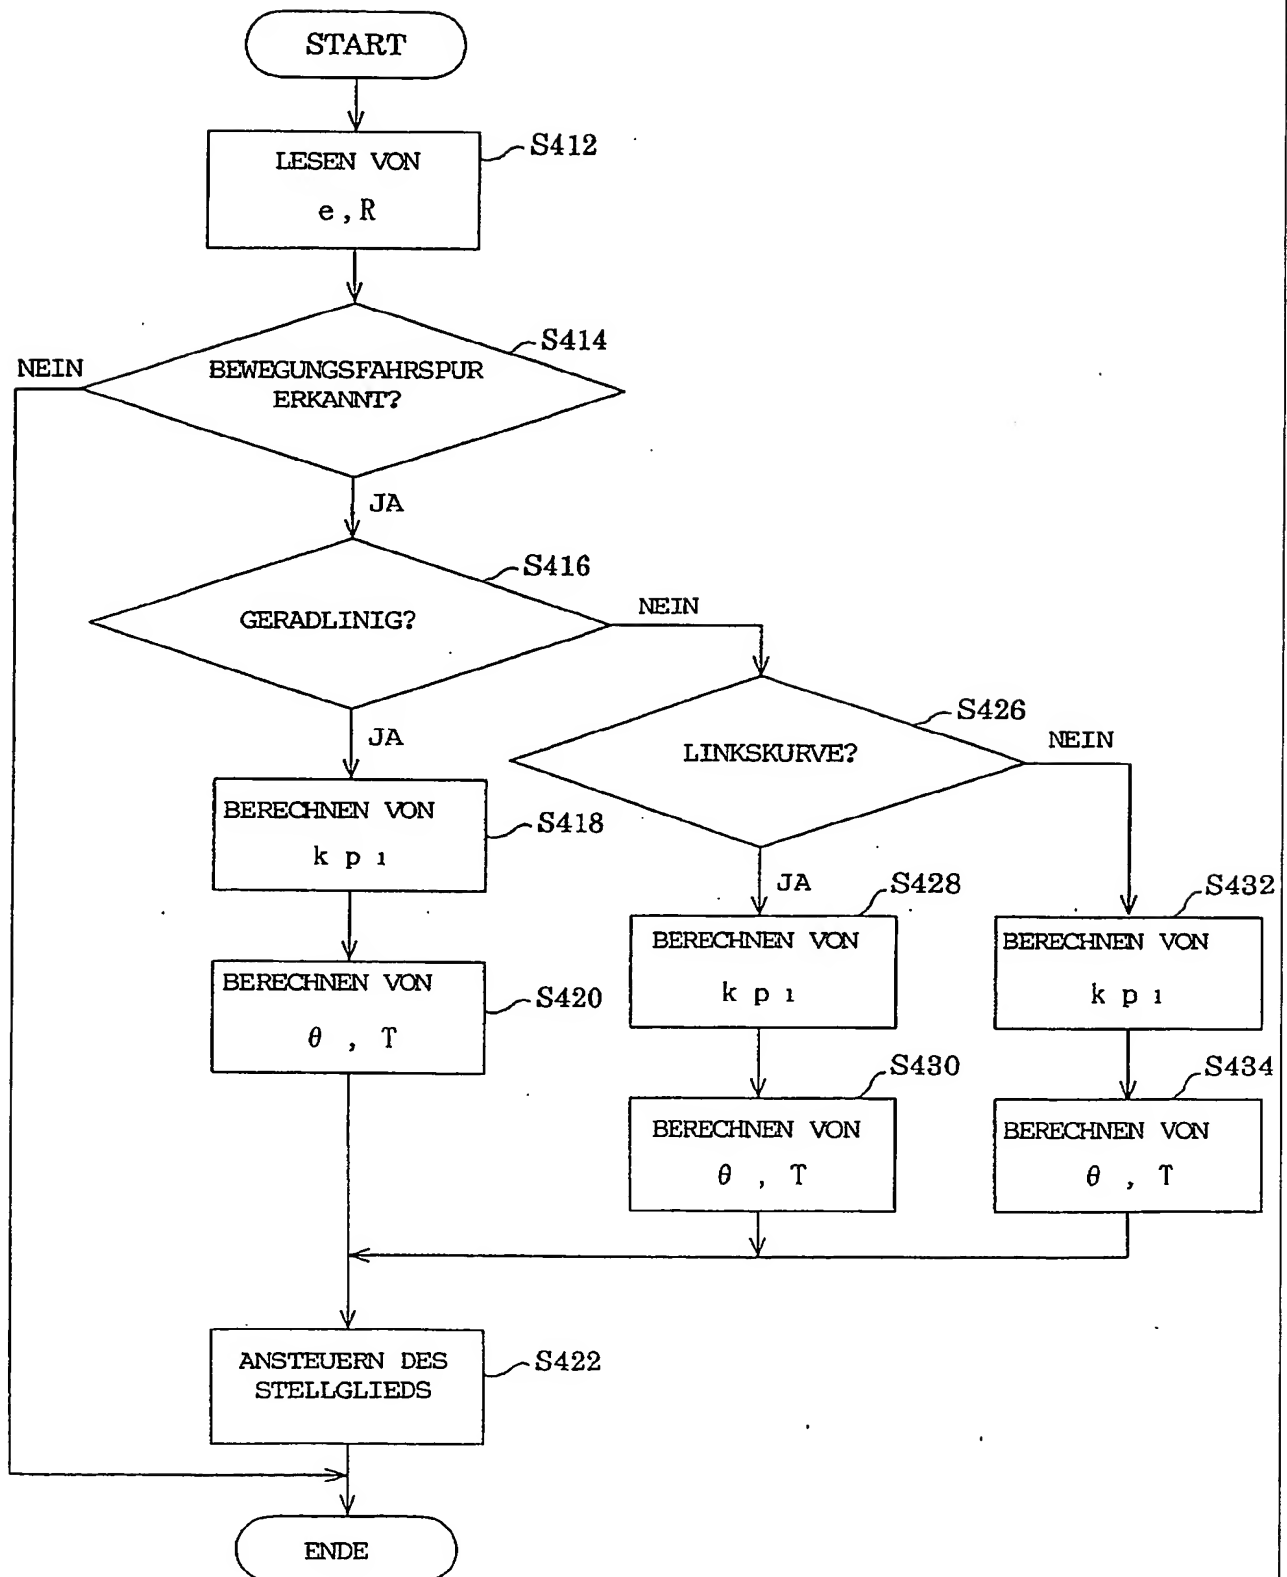 START
S412
LESEN VON
e , R
S414
NEIN
BEWEGUNGSFAHRSPUR
ERKANNT?
JA
S416
GERADLINIG?
NEIN
S426
JA
LINKSKURVE?
NEIN
BERECHNEN VON
k p ı
S418
JA
S428
S432
BERECHNEN VON
k p ı
BERECHNEN VON
k p ı
BERECHNEN VON
θ , T
S420
S430
S434
BERECHNEN VON
θ , T
BERECHNEN VON
θ , T
ANSTEUERN DES
STELLGLIEDS
S422
ENDE